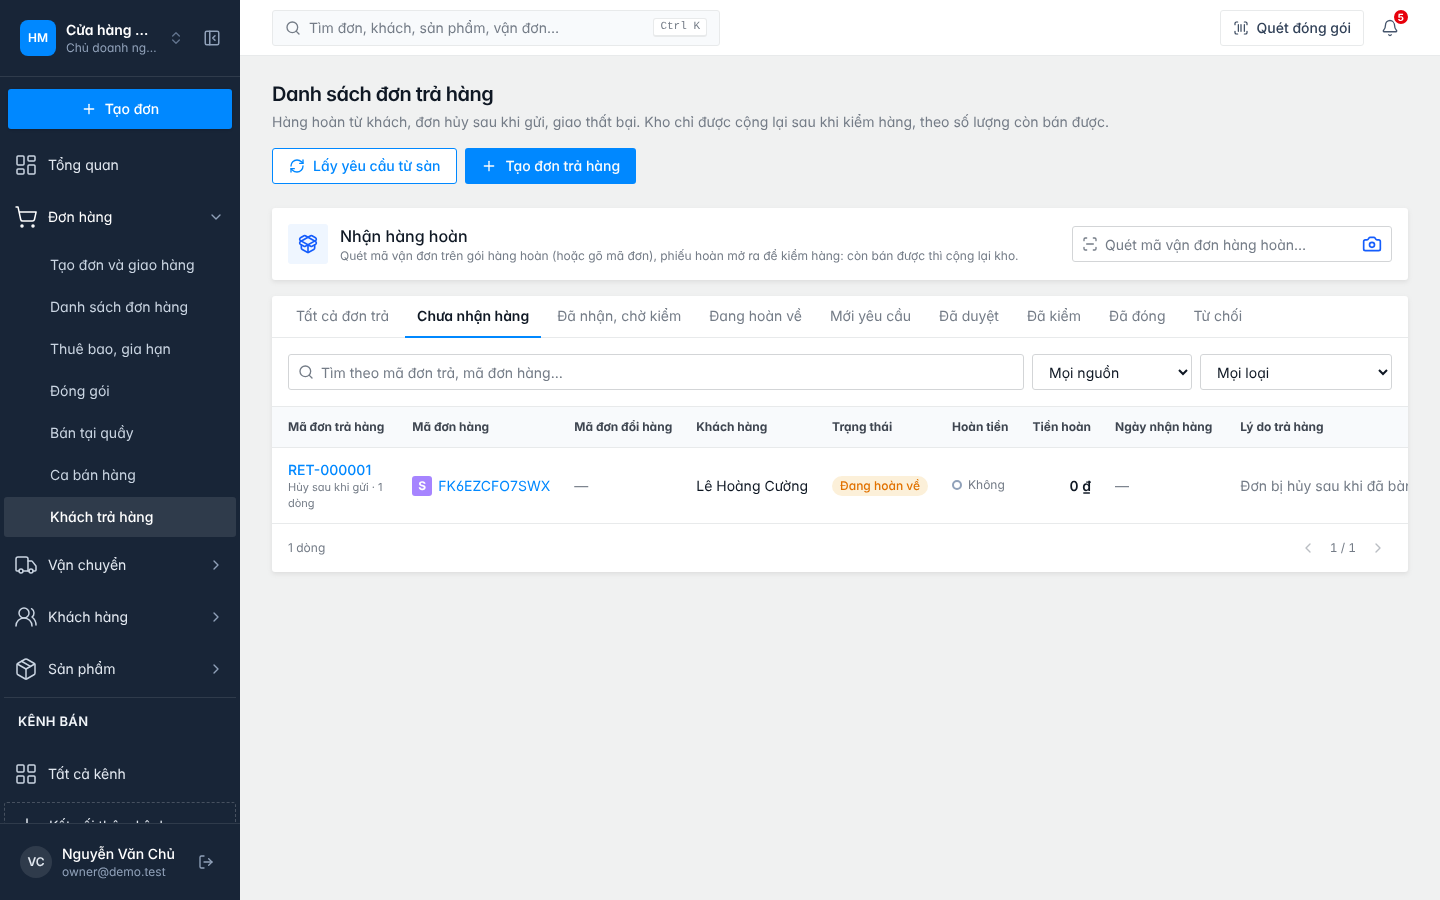 HM
Cửa hàng ...
Chủ doanh ng...
Tìm đơn, khách, sản phẩm, vận đơn...
Ctrl K
Quét đóng gói
5
Tạo đơn
Tổng quan
Đơn hàng
Tạo đơn và giao hàng
Danh sách đơn hàng
Thuê bao, gia hạn
Đóng gói
Bán tại quầy
Ca bán hàng
Khách trả hàng
Vận chuyển
Khách hàng
Sản phẩm
KÊNH BÁN
Tất cả kênh
VC
Nguyễn Văn Chủ
owner@demo.test
Danh sách đơn trả hàng
Hàng hoàn từ khách, đơn hủy sau khi gửi, giao thất bại. Kho chỉ được cộng lại sau khi kiểm hàng, theo số lượng còn bán được.
Lấy yêu cầu từ sàn
Tạo đơn trả hàng
Nhận hàng hoàn
Quét mã vận đơn trên gói hàng hoàn (hoặc gõ mã đơn), phiếu hoàn mở ra để kiểm hàng: còn bán được thì cộng lại kho.
Quét mã vận đơn hàng hoàn...
Tất cả đơn trả
Chưa nhận hàng
Đã nhận, chờ kiểm
Đang hoàn về
Mới yêu cầu
Đã duyệt
Đã kiểm
Đã đóng
Từ chối
Tìm theo mã đơn trả, mã đơn hàng...
Mọi nguồn
Mọi loại
Mã đơn trả hàng
Mã đơn hàng
Mã đơn đổi hàng
Khách hàng
Trạng thái
Hoàn tiền
Tiền hoàn
Ngày nhận hàng
Lý do trả hàng
RET-000001
Hủy sau khi gửi · 1
dòng
S
FK6EZCFO7SWX
—
Lê Hoàng Cường
Đang hoàn về
Không
0 ₫
—
Đơn bị hủy sau khi đã bàn
1 dòng
1 / 1